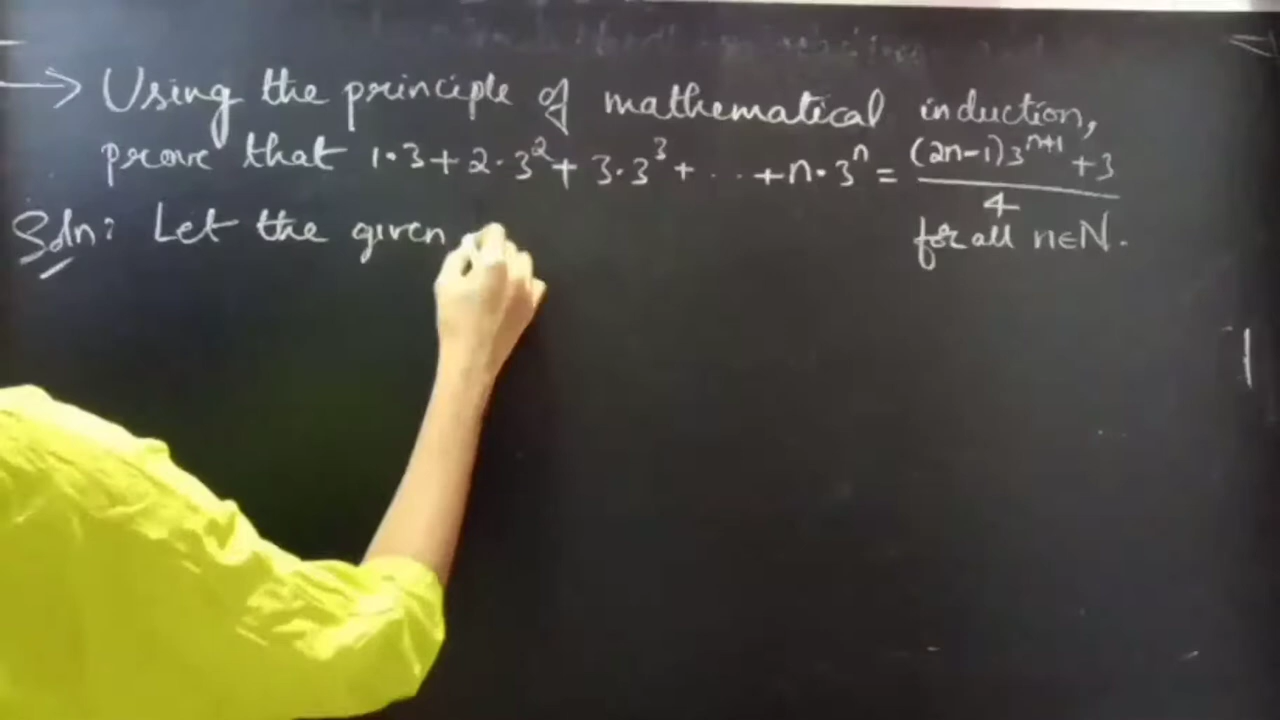 → Using the principle of mathematical induction,
prove that 1·3+2·3²+3·3³+...+n·3ⁿ = ((2n-1)3ⁿ⁺¹+3)/4
for all n∈N.
Soln: Let the given